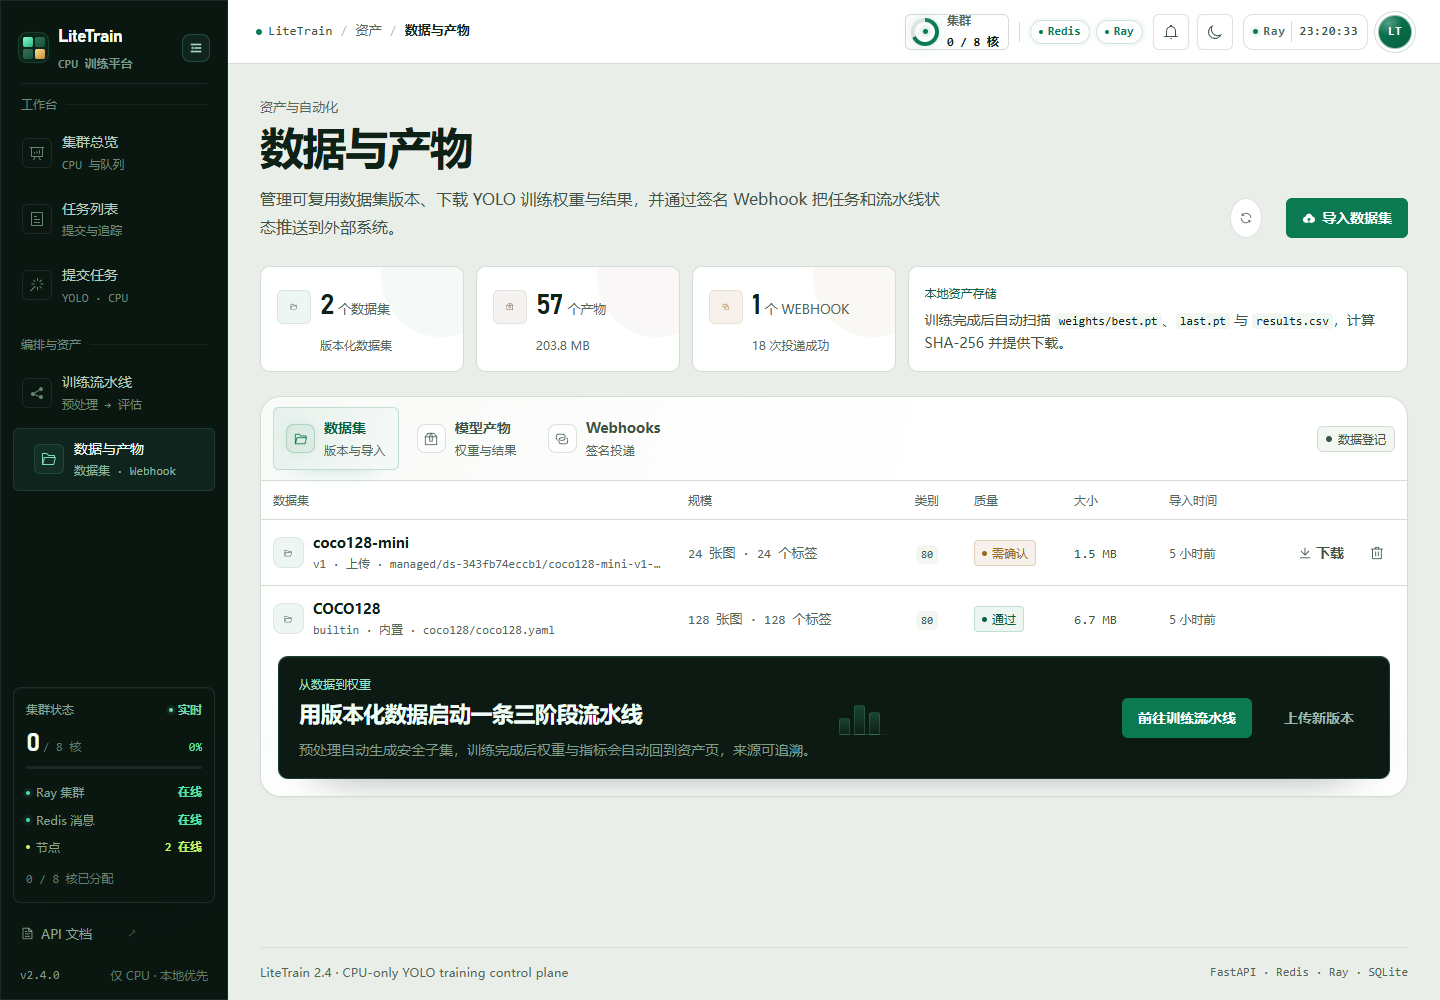 LiteTrain
CPU 训练平台
工作台
集群总览
CPU 与队列
任务列表
提交与追踪
提交任务
YOLO · CPU
编排与资产
训练流水线
预处理 → 评估
数据与产物
数据集 · Webhook
集群状态
实时
0 / 8 核
0%
Ray 集群
在线
Redis 消息
在线
节点
2 在线
0 / 8 核已分配
API 文档
v2.4.0
仅 CPU · 本地优先
LiteTrain / 资产 / 数据与产物
集群
0 / 8 核
Redis
Ray
Ray
23:20:33
LT
资产与自动化
数据与产物
管理可复用数据集版本、下载 YOLO 训练权重与结果，并通过签名 Webhook 把任务和流水线状
态推送到外部系统。
导入数据集
2 个数据集
版本化数据集
57 个产物
203.8 MB
1 个 WEBHOOK
18 次投递成功
本地资产存储
训练完成后自动扫描 weights/best.pt 、 last.pt 与 results.csv，计算
SHA-256 并提供下载。
数据集
版本与导入
模型产物
权重与结果
Webhooks
签名投递
数据登记
数据集 规模 类别 质量 大小 导入时间
coco128-mini
v1 · 上传 · managed/ds-343fb74eccb1/coco128-mini-v1-…
24 张图 · 24 个标签
80
需确认
1.5 MB
5 小时前
下载
COCO128
builtin · 内置 · coco128/coco128.yaml
128 张图 · 128 个标签
80
通过
6.7 MB
5 小时前
从数据到权重
用版本化数据启动一条三阶段流水线
预处理自动生成安全子集，训练完成后权重与指标会自动回到资产页，来源可追溯。
前往训练流水线
上传新版本
LiteTrain 2.4 · CPU-only YOLO training control plane
FastAPI · Redis · Ray · SQLite